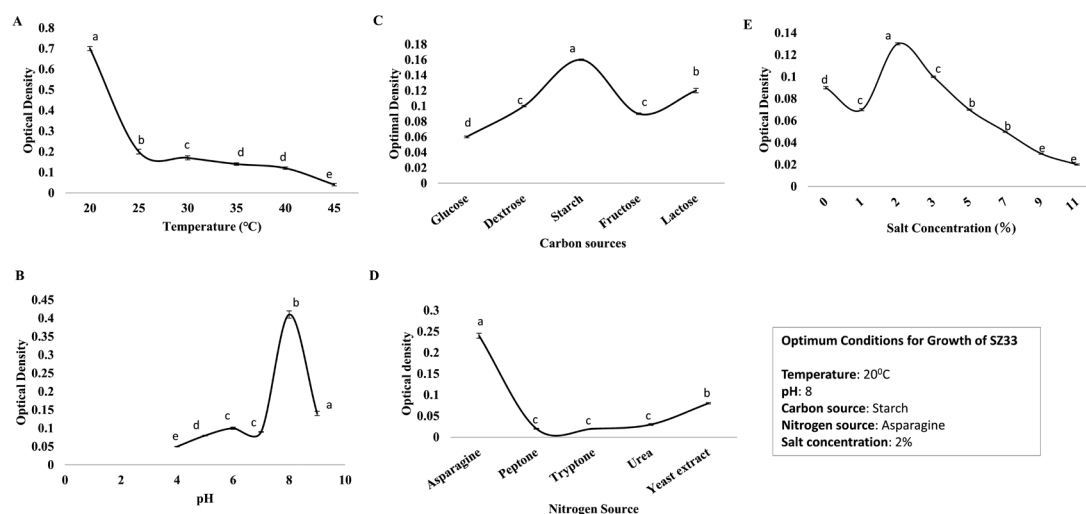 A
Optical Density
0.8
0.7
0.6
0.5
0.4
0.3
0.2
0.1
0
a
b
c
d
d
e
20 25 30 35 40 45
Temperature (°C)
C
Optimal Density
0.18
0.16
0.14
0.12
0.1
0.08
0.06
0.04
0.02
0
d
c
a
c
b
Glucose Dextrose Starch Fructose Lactose
Carbon sources
E
Optical Density
0.14
0.12
0.1
0.08
0.06
0.04
0.02
0
d
c
a
c
b
b
e
e
0 1 2 3 5 7 9 11
Salt Concentration (%)
B
Optical Density
0.45
0.4
0.35
0.3
0.25
0.2
0.15
0.1
0.05
0
e
d
c
c
b
a
0 2 4 6 8 10
pH
D
Optical density
0.3
0.25
0.2
0.15
0.1
0.05
0
a
c
c
c
b
Asparagine Peptone Tryptone Urea Yeast extract
Nitrogen Source
Optimum Conditions for Growth of SZ33
Temperature: 20⁰C
pH: 8
Carbon source: Starch
Nitrogen source: Asparagine
Salt concentration: 2%